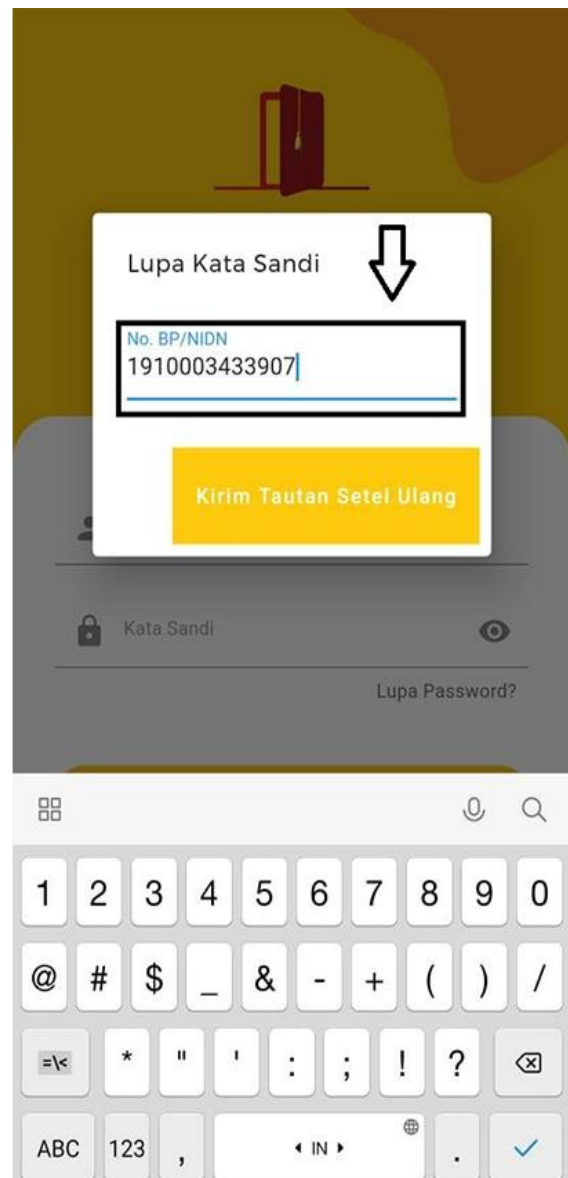 Lupa Kata Sandi
No. BP/NIDN
1910003433907
Kirim Tautan Setel Ulang
Kata Sandi
Lupa Password?
1 2 3 4 5 6 7 8 9 0
@ # $ _ & - + ( ) /
=\< * " ' : ; ! ?
ABC 123 , IN .